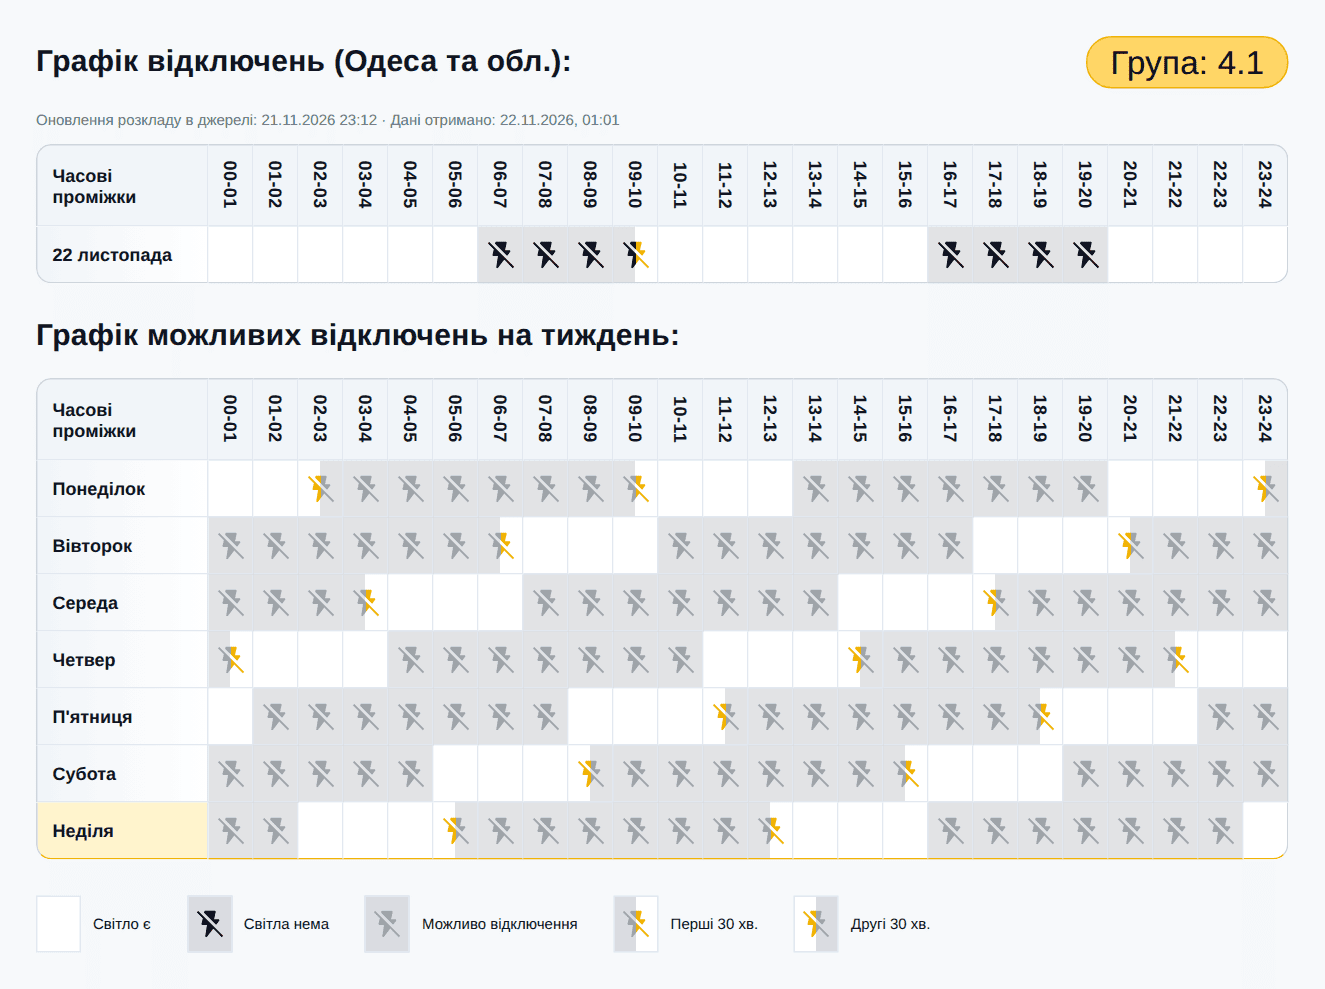 Графік відключень (Одеса та обл.):
Група: 4.1
Оновлення розкладу в джерелі: 21.11.2026 23:12 · Дані отримано: 22.11.2026, 01:01
Часові проміжки 00-01 01-02 02-03 03-04 04-05 05-06 06-07 07-08 08-09 09-10 10-11 11-12 12-13 13-14 14-15 15-16 16-17 17-18 18-19 19-20 20-21 21-22 22-23 23-24
22 листопада
Графік можливих відключень на тиждень:
Часові проміжки 00-01 01-02 02-03 03-04 04-05 05-06 06-07 07-08 08-09 09-10 10-11 11-12 12-13 13-14 14-15 15-16 16-17 17-18 18-19 19-20 20-21 21-22 22-23 23-24
Понеділок
Вівторок
Середа
Четвер
П'ятниця
Субота
Неділя
Світло є Світла нема Можливо відключення Перші 30 хв. Другі 30 хв.